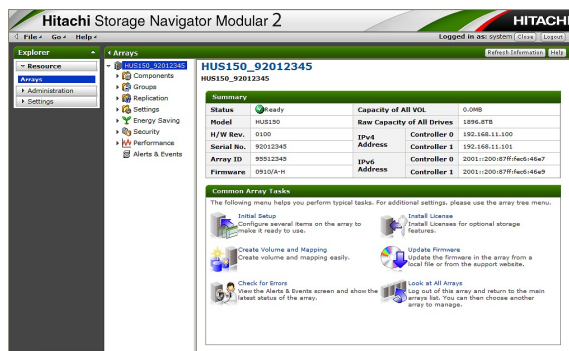 Hitachi Storage Navigator Modular 2
HITACHI
File Go Help
Logged in as: system Close Logout
Explorer
Arrays
Refresh Information Help
Resource
Arrays
Administration
Settings
HUS150_92012345
Components
Groups
Replication
Settings
Energy Saving
Security
Performance
Alerts & Events
HUS150_92012345
HUS150_92012345
Summary
Status Ready Capacity of All VOL 0.0MB
Model HUS150 Raw Capacity of All Drives 1896.8TB
H/W Rev. 0100 IPv4 Address Controller 0 192.168.11.100
Serial No. 92012345 Controller 1 192.168.11.101
Array ID 95512345 IPv6 Address Controller 0 2001::200:87ff:fec6:46e7
Firmware 0910/A-H Controller 1 2001::200:87ff:fec6:46e9
Common Array Tasks
The following menu helps you perform typical tasks. For additional settings, please use the array tree menu.
Initial Setup
Configure several items on the array to
make it ready to use.
Install License
Install Licenses for optional storage
features.
Create Volume and Mapping
Create volume and mapping easily.
Update Firmware
Update the firmware in the array from a
local file or from the support website.
Check for Errors
View the Alerts & Events screen and show the
latest status of the array.
Look at All Arrays
Log out of this array and return to the main
arrays list. You can then choose another
array to manage.